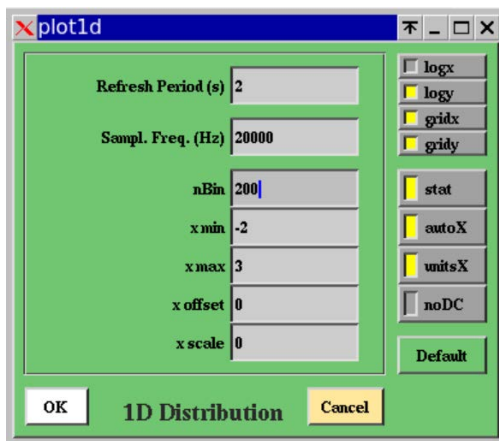 plot1d
Refresh Period (s) 2
Sampl. Freq. (Hz) 20000
nBin 200
x min -2
x max 3
x offset 0
x scale 0
logx
logy
gridx
gridy
stat
autoX
unitsX
noDC
Default
OK
1D Distribution
Cancel